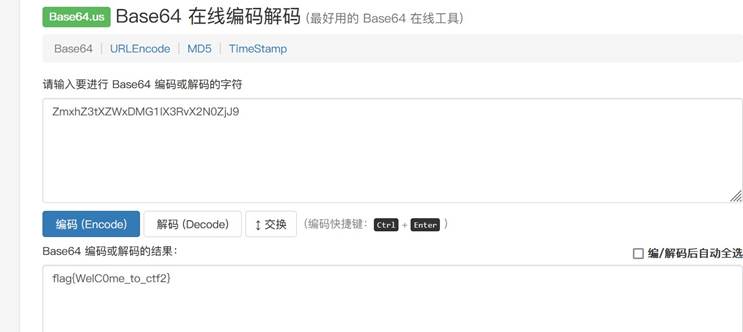 Base64.us Base64 在线编码解码 (最好用的 Base64 在线工具)
Base64 | URLEncode | MD5 | TimeStamp
请输入要进行 Base64 编码或解码的字符
ZmxhZ3tXZWxDMG1lX3RvX2N0ZjJ9
编码 (Encode) 解码 (Decode) ↕ 交换 (编码快捷键: Ctrl + Enter )
Base64 编码或解码的结果: 编/解码后自动全选
flag{WelC0me_to_ctf2}